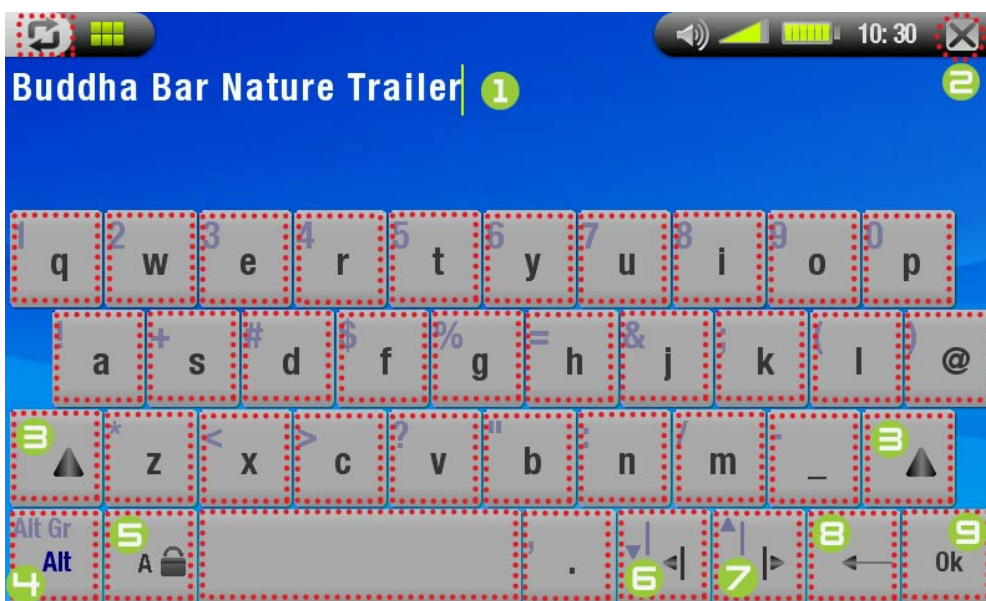 10:30
Buddha Bar Nature Trailer 1 2
1 2 3 4 5 6 7 8 9 0
q w e r t y u i o p
! + # $ % = & ; ( )
a s d f g h j k l @
3 * < > ? " : / - 3
z x c v b n m _
Alt Gr 5 , 8 9
Alt A . 6 7 Ok
4